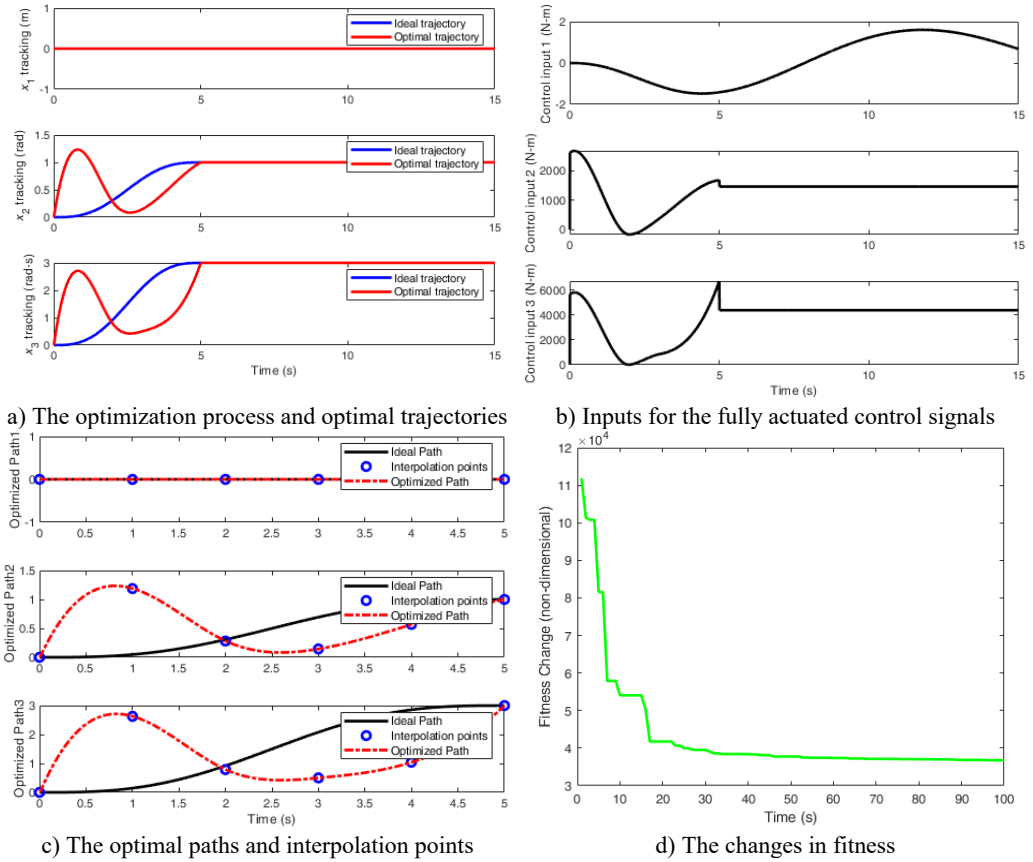 1
0
-1
x1 tracking (m)
Ideal trajectory
Optimal trajectory
0 5 10 15
Time (s)
1.5
1
0.5
0
x2 tracking (rad)
Ideal trajectory
Optimal trajectory
0 5 10 15
3
2
1
0
x3 tracking (rad-s)
Ideal trajectory
Optimal trajectory
0 5 10 15
Time (s)
2
0
-2
Control input 1 (N-m)
0 5 10 15
Time (s)
2000
1000
0
Control input 2 (N-m)
0 5 10 15
6000
4000
2000
0
Control input 3 (N-m)
0 5 10 15
Time (s)
a) The optimization process and optimal trajectories
b) Inputs for the fully actuated control signals
1
0
-1
Optimized Path1
Ideal Path
Interpolation points
Optimized Path
0 0.5 1 1.5 2 2.5 3 3.5 4 4.5 5
1.5
1
0.5
0
Optimized Path2
Ideal Path
Interpolation points
Optimized Path
0 0.5 1 1.5 2 2.5 3 3.5 4 4.5 5
3
2
1
0
Optimized Path3
Ideal Path
Interpolation points
Optimized Path
0 0.5 1 1.5 2 2.5 3 3.5 4 4.5 5
Time (s)
×10^4
12
11
10
9
8
7
6
5
4
3
Fitness Change (non-dimensional)
0 10 20 30 40 50 60 70 80 90 100
Time (s)
c) The optimal paths and interpolation points
d) The changes in fitness